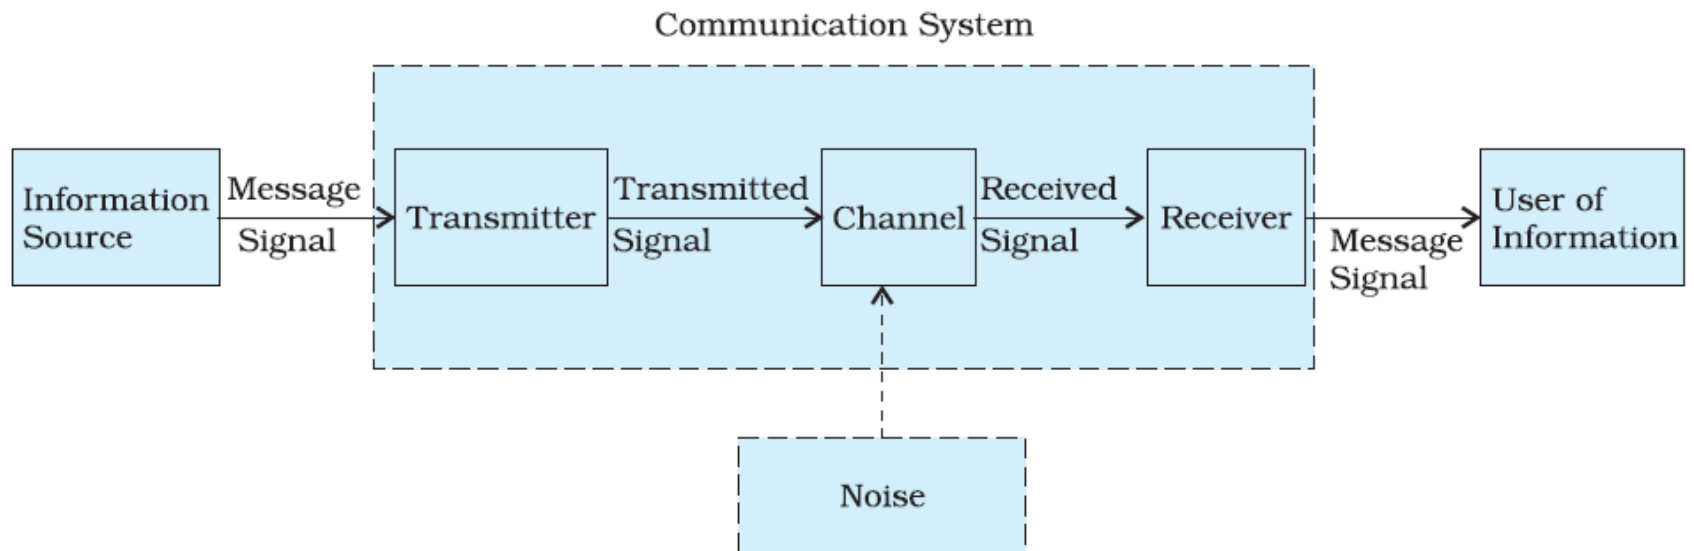 Communication System
Information
Source
Message
Signal
Transmitter
Transmitted
Signal
Channel
Received
Signal
Receiver
Message
Signal
User of
Information
Noise